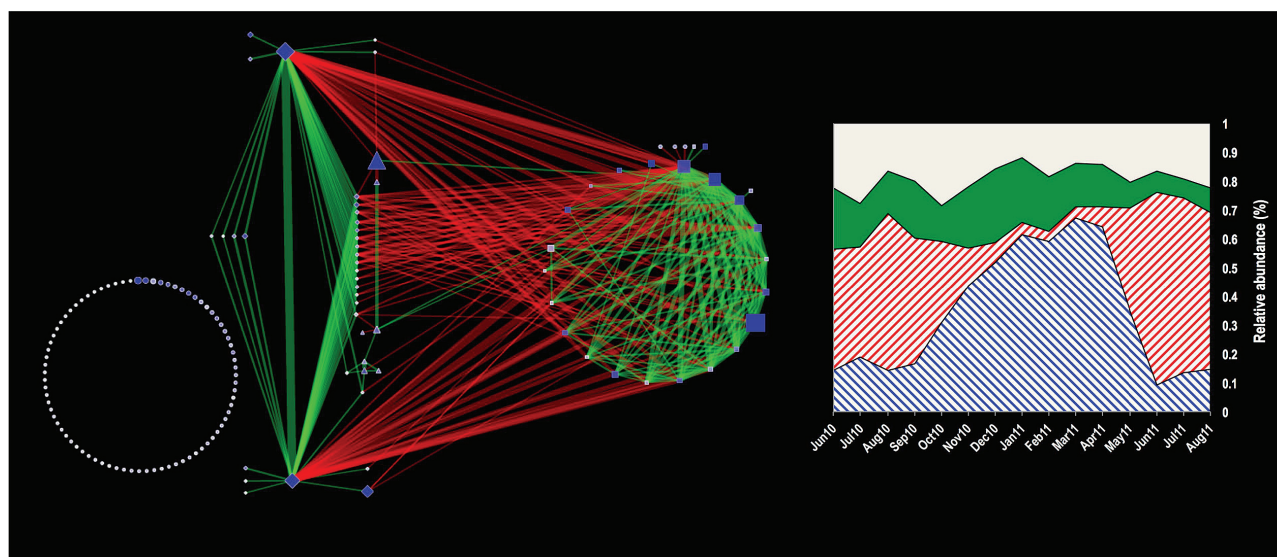 1
0.9
0.8
0.7
0.6
0.5
0.4
0.3
0.2
0.1
0
Relative abundance (%)
Jun10
Jul10
Aug10
Sep10
Oct10
Nov10
Dec10
Jan11
Feb11
Mar11
Apr11
May11
Jun11
Jul11
Aug11